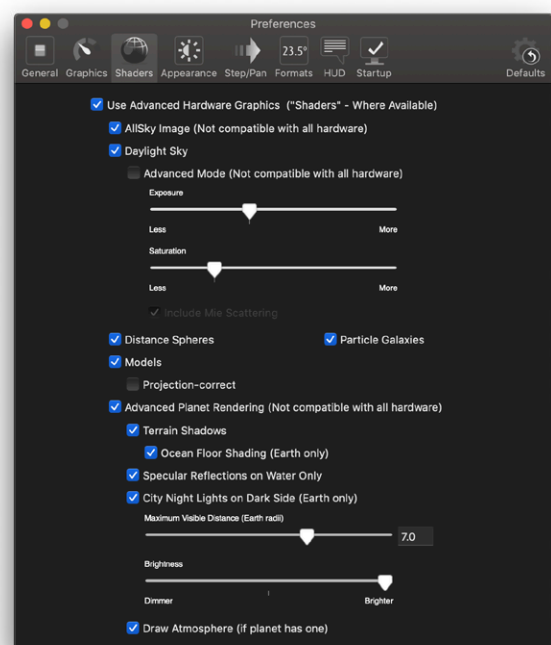 Preferences
General Graphics Shaders Appearance Step/Pan 23.5° Formats HUD Startup Defaults
Use Advanced Hardware Graphics ("Shaders" - Where Available)
AllSky Image (Not compatible with all hardware)
Daylight Sky
Advanced Mode (Not compatible with all hardware)
Exposure
Less More
Saturation
Less More
Include Mie Scattering
Distance Spheres Particle Galaxies
Models
Projection-correct
Advanced Planet Rendering (Not compatible with all hardware)
Terrain Shadows
Ocean Floor Shading (Earth only)
Specular Reflections on Water Only
City Night Lights on Dark Side (Earth only)
Maximum Visible Distance (Earth radii)
7.0
Brightness
Dimmer Brighter
Draw Atmosphere (if planet has one)